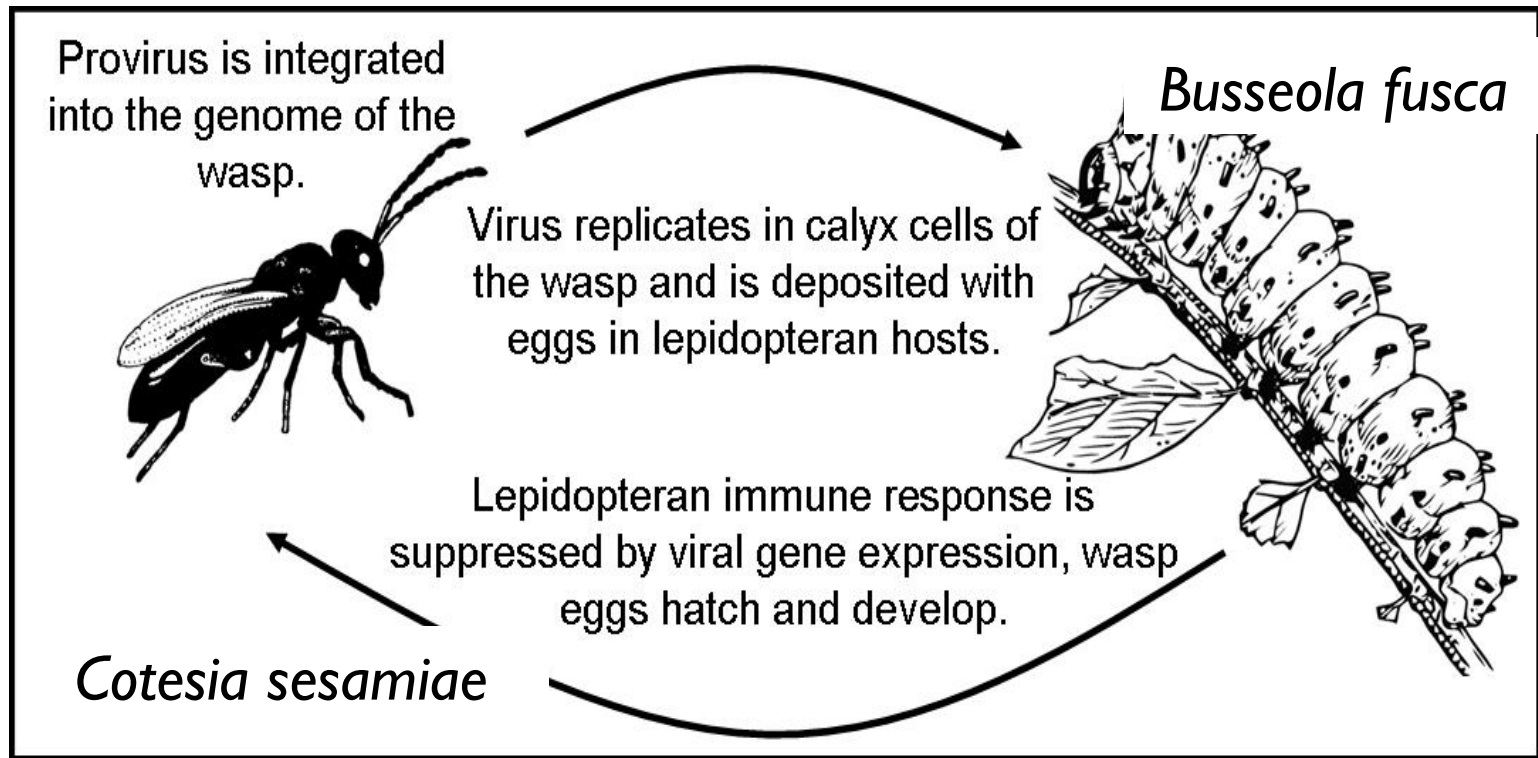 Provirus is integrated
into the genome of the
wasp.
Busseola fusca
Virus replicates in calyx cells of
the wasp and is deposited with
eggs in lepidopteran hosts.
Lepidopteran immune response is
suppressed by viral gene expression, wasp
eggs hatch and develop.
Cotesia sesamiae